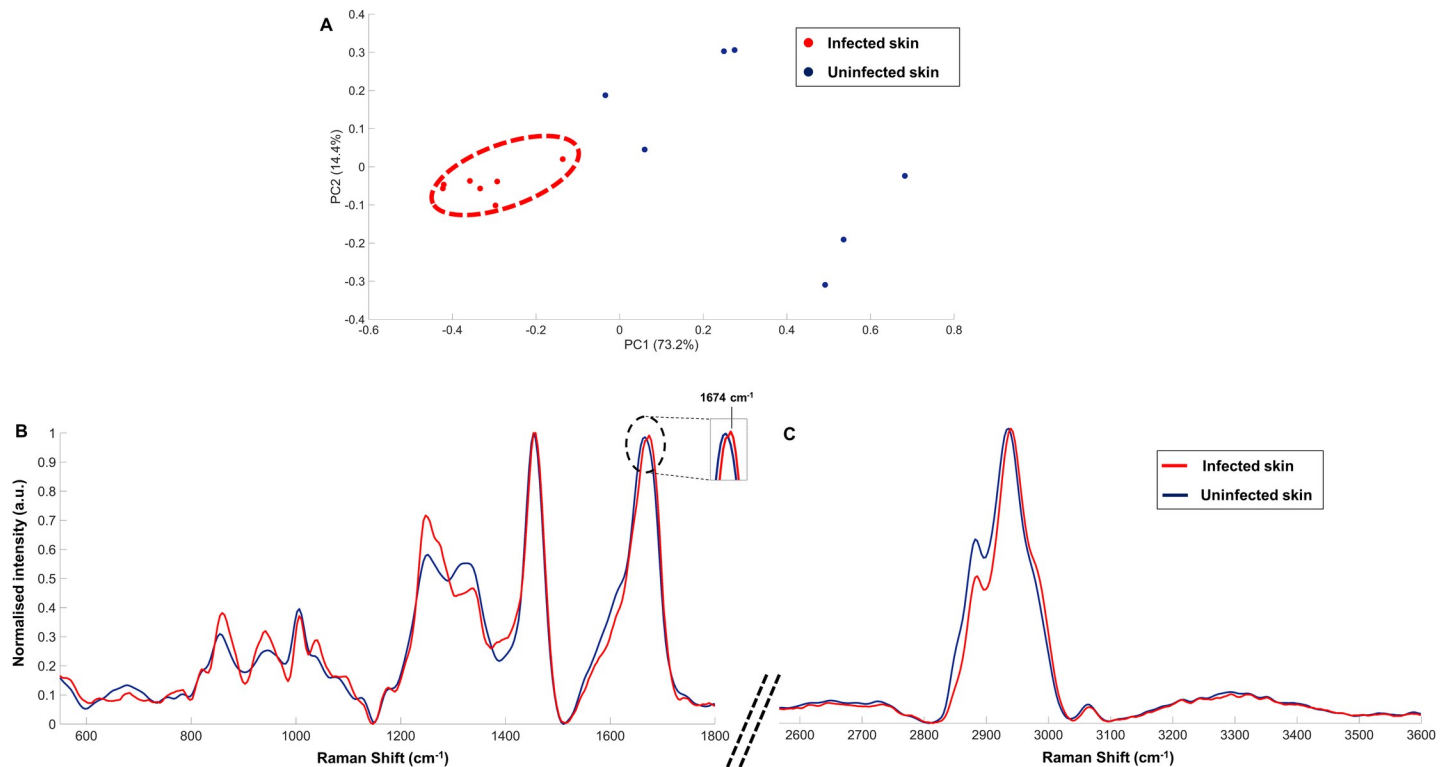 A
Infected skin
Uninfected skin
0.4
0.3
0.2
0.1
0
-0.1
-0.2
-0.3
-0.4
PC2 (14.4%)
-0.6 -0.4 -0.2 0 0.2 0.4 0.6 0.8
PC1 (73.2%)
1674 cm-1
B
C
1
0.9
0.8
0.7
0.6
0.5
0.4
0.3
0.2
0.1
0
Normalised intensity (a.u.)
Infected skin
Uninfected skin
600 800 1000 1200 1400 1600 1800
Raman Shift (cm-1)
2600 2700 2800 2900 3000 3100 3200 3300 3400 3500 3600
Raman Shift (cm-1)